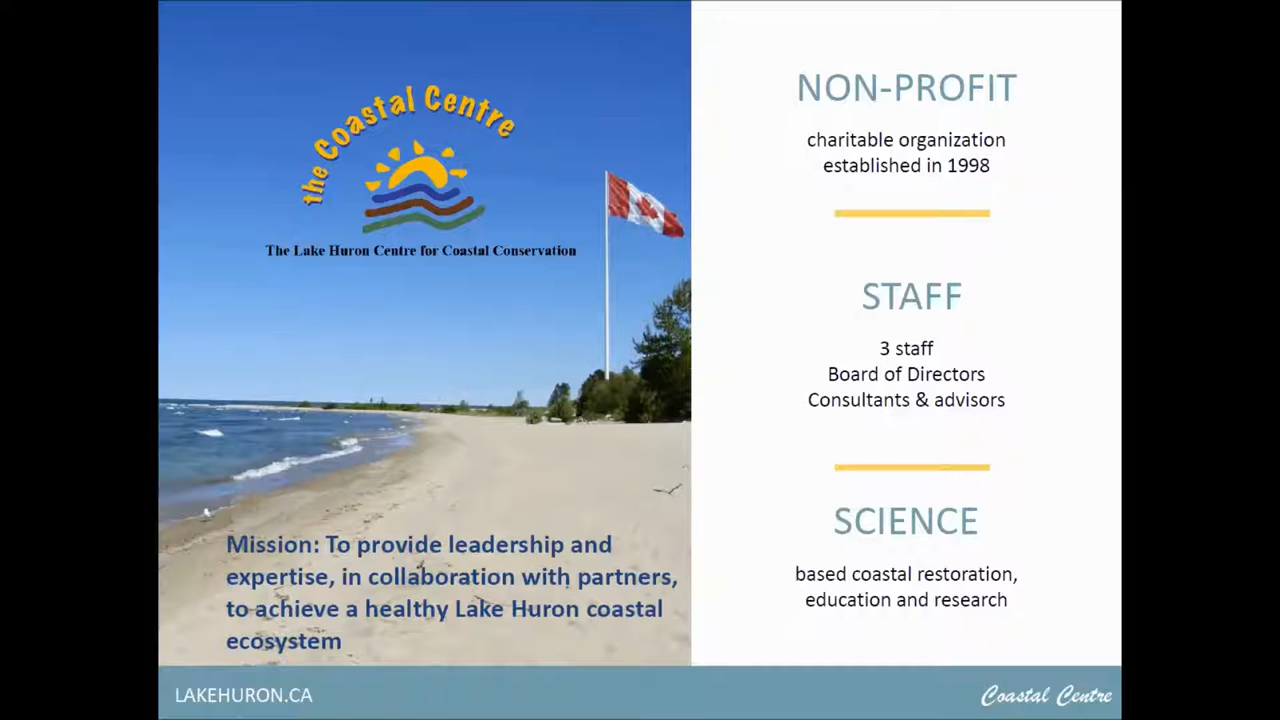 the Coastal Centre
The Lake Huron Centre for Coastal Conservation
Mission: To provide leadership and
expertise, in collaboration with partners,
to achieve a healthy Lake Huron coastal
ecosystem
NON-PROFIT
charitable organization
established in 1998
STAFF
3 staff
Board of Directors
Consultants & advisors
SCIENCE
based coastal restoration,
education and research
LAKEHURON.CA
Coastal Centre